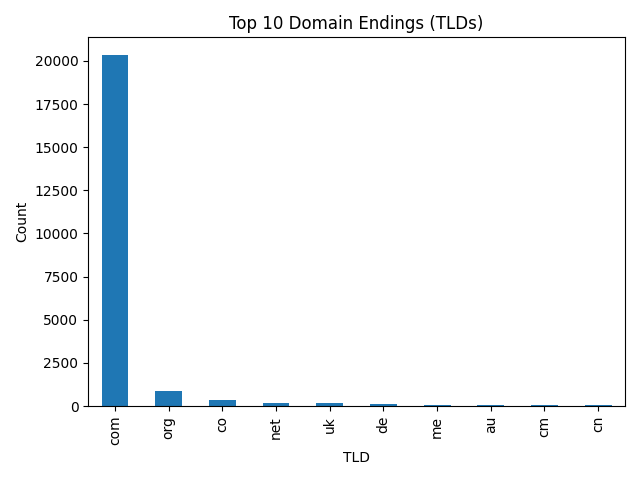 Top 10 Domain Endings (TLDs)
Count
20000
17500
15000
12500
10000
7500
5000
2500
0
com
org
co
net
uk
de
me
au
cm
cn
TLD